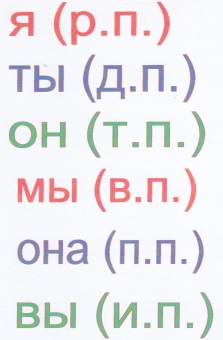 я (р.п.)
ты (д.п.)
он (т.п.)
мы (в.п.)
она (п.п.)
вы (и.п.)